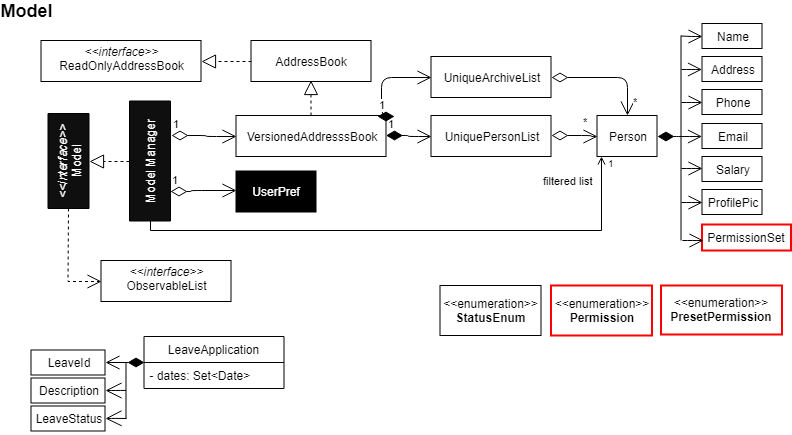 Model
<<interface>>
ReadOnlyAddressBook
AddressBook
UniqueArchiveList
Name
Address
Phone
Email
Salary
ProfilePic
PermissionSet
<<interface>>
Model
ModelManager
1
VersionedAddresssBook
1
1
UniquePersonList
*
*
Person
1
UserPref
filtered list
1
<<interface>>
ObservableList
<<enumeration>>
StatusEnum
<<enumeration>>
Permission
<<enumeration>>
PresetPermission
LeaveId
Description
LeaveStatus
LeaveApplication
- dates: Set<Date>